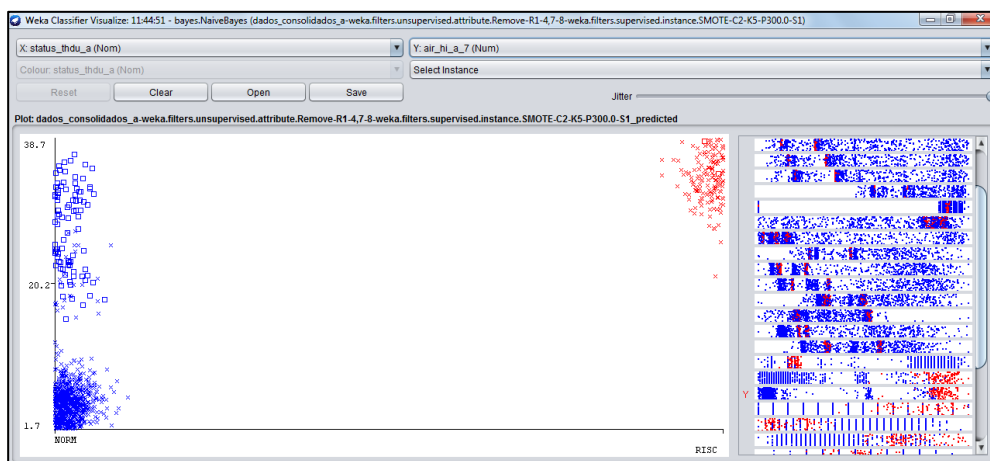 Weka Classifier Visualize: 11:44:51 - bayes.NaiveBayes (dados_consolidados_a-weka.filters.unsupervised.attribute.Remove-R1-4,7-8-weka.filters.supervised.instance.SMOTE-C2-K5-P300.0-S1)
X: status_thdu_a (Nom)
Y: air_hi_a_7 (Num)
Colour: status_thdu_a (Nom)
Select Instance
Reset
Clear
Open
Save
Jitter
Plot: dados_consolidados_a-weka.filters.unsupervised.attribute.Remove-R1-4,7-8-weka.filters.supervised.instance.SMOTE-C2-K5-P300.0-S1_predicted
38.7
20.2
1.7
NORM
RISC
Y